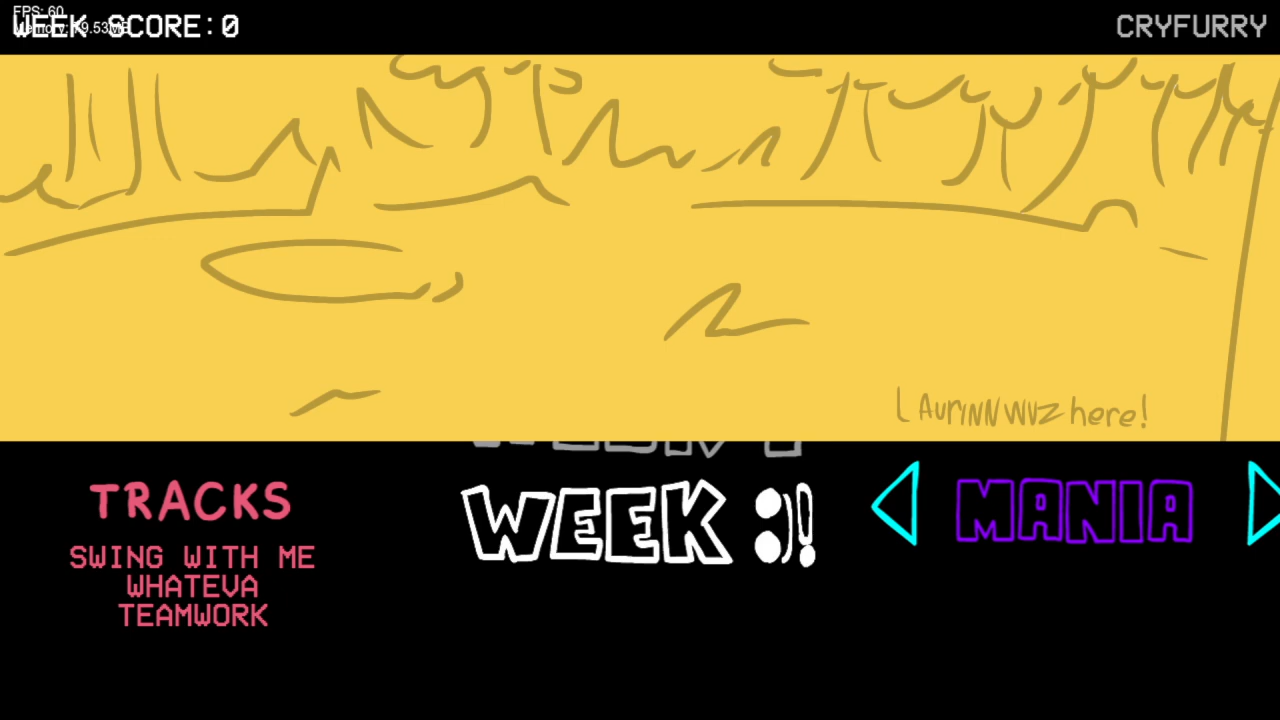 FPS: 60
WEEK SCORE:0
CRYFURRY
LAurINN WUZ here!
TRACKS
SWING WITH ME
WHATEVA
TEAMWORK
WEEK :)!
MANIA